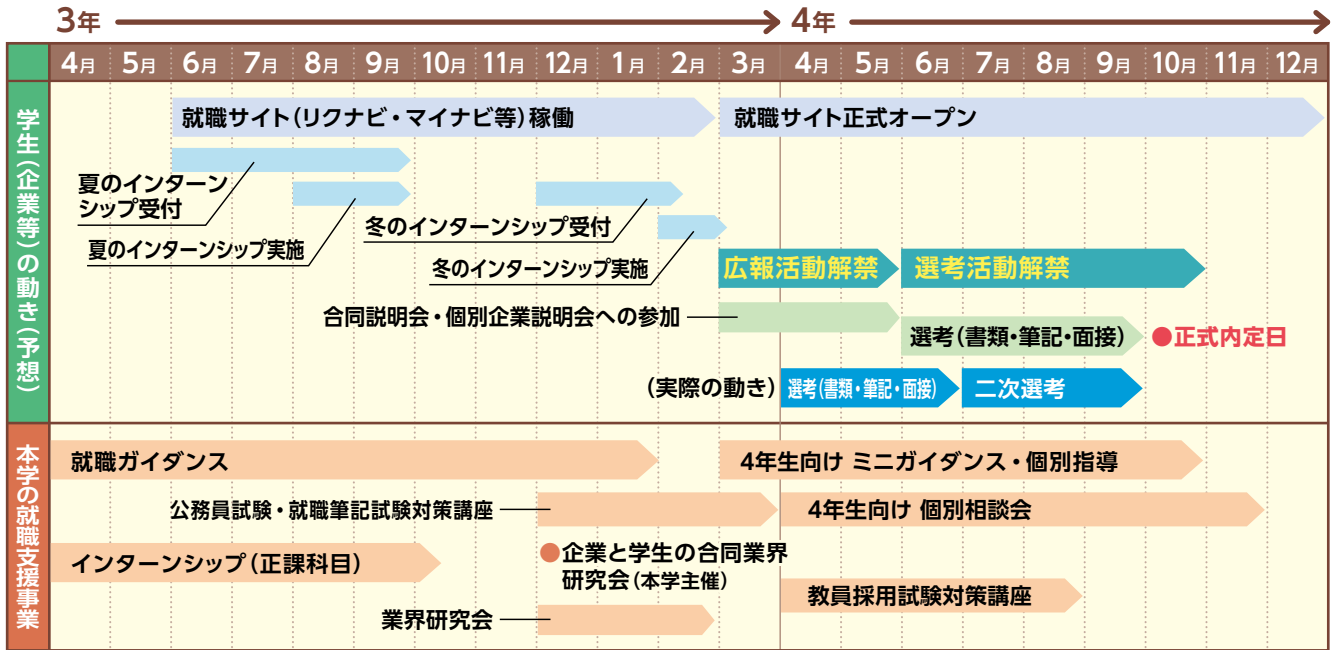 3年 4年
4月 5月 6月 7月 8月 9月 10月 11月 12月 1月 2月 3月 4月 5月 6月 7月 8月 9月 10月 11月 12月
学生(企業等)の動き(予想)
就職サイト(リクナビ・マイナビ等)稼働
就職サイト正式オープン
夏のインターン
シップ受付
夏のインターンシップ実施
冬のインターンシップ受付
冬のインターンシップ実施
広報活動解禁
選考活動解禁
合同説明会・個別企業説明会への参加
選考(書類・筆記・面接)
●正式内定日
(実際の動き)
選考(書類・筆記・面接)
二次選考
本学の就職支援事業
就職ガイダンス
4年生向け ミニガイダンス・個別指導
公務員試験・就職筆記試験対策講座
4年生向け 個別相談会
インターンシップ(正課科目)
●企業と学生の合同業界
研究会(本学主催)
教員採用試験対策講座
業界研究会